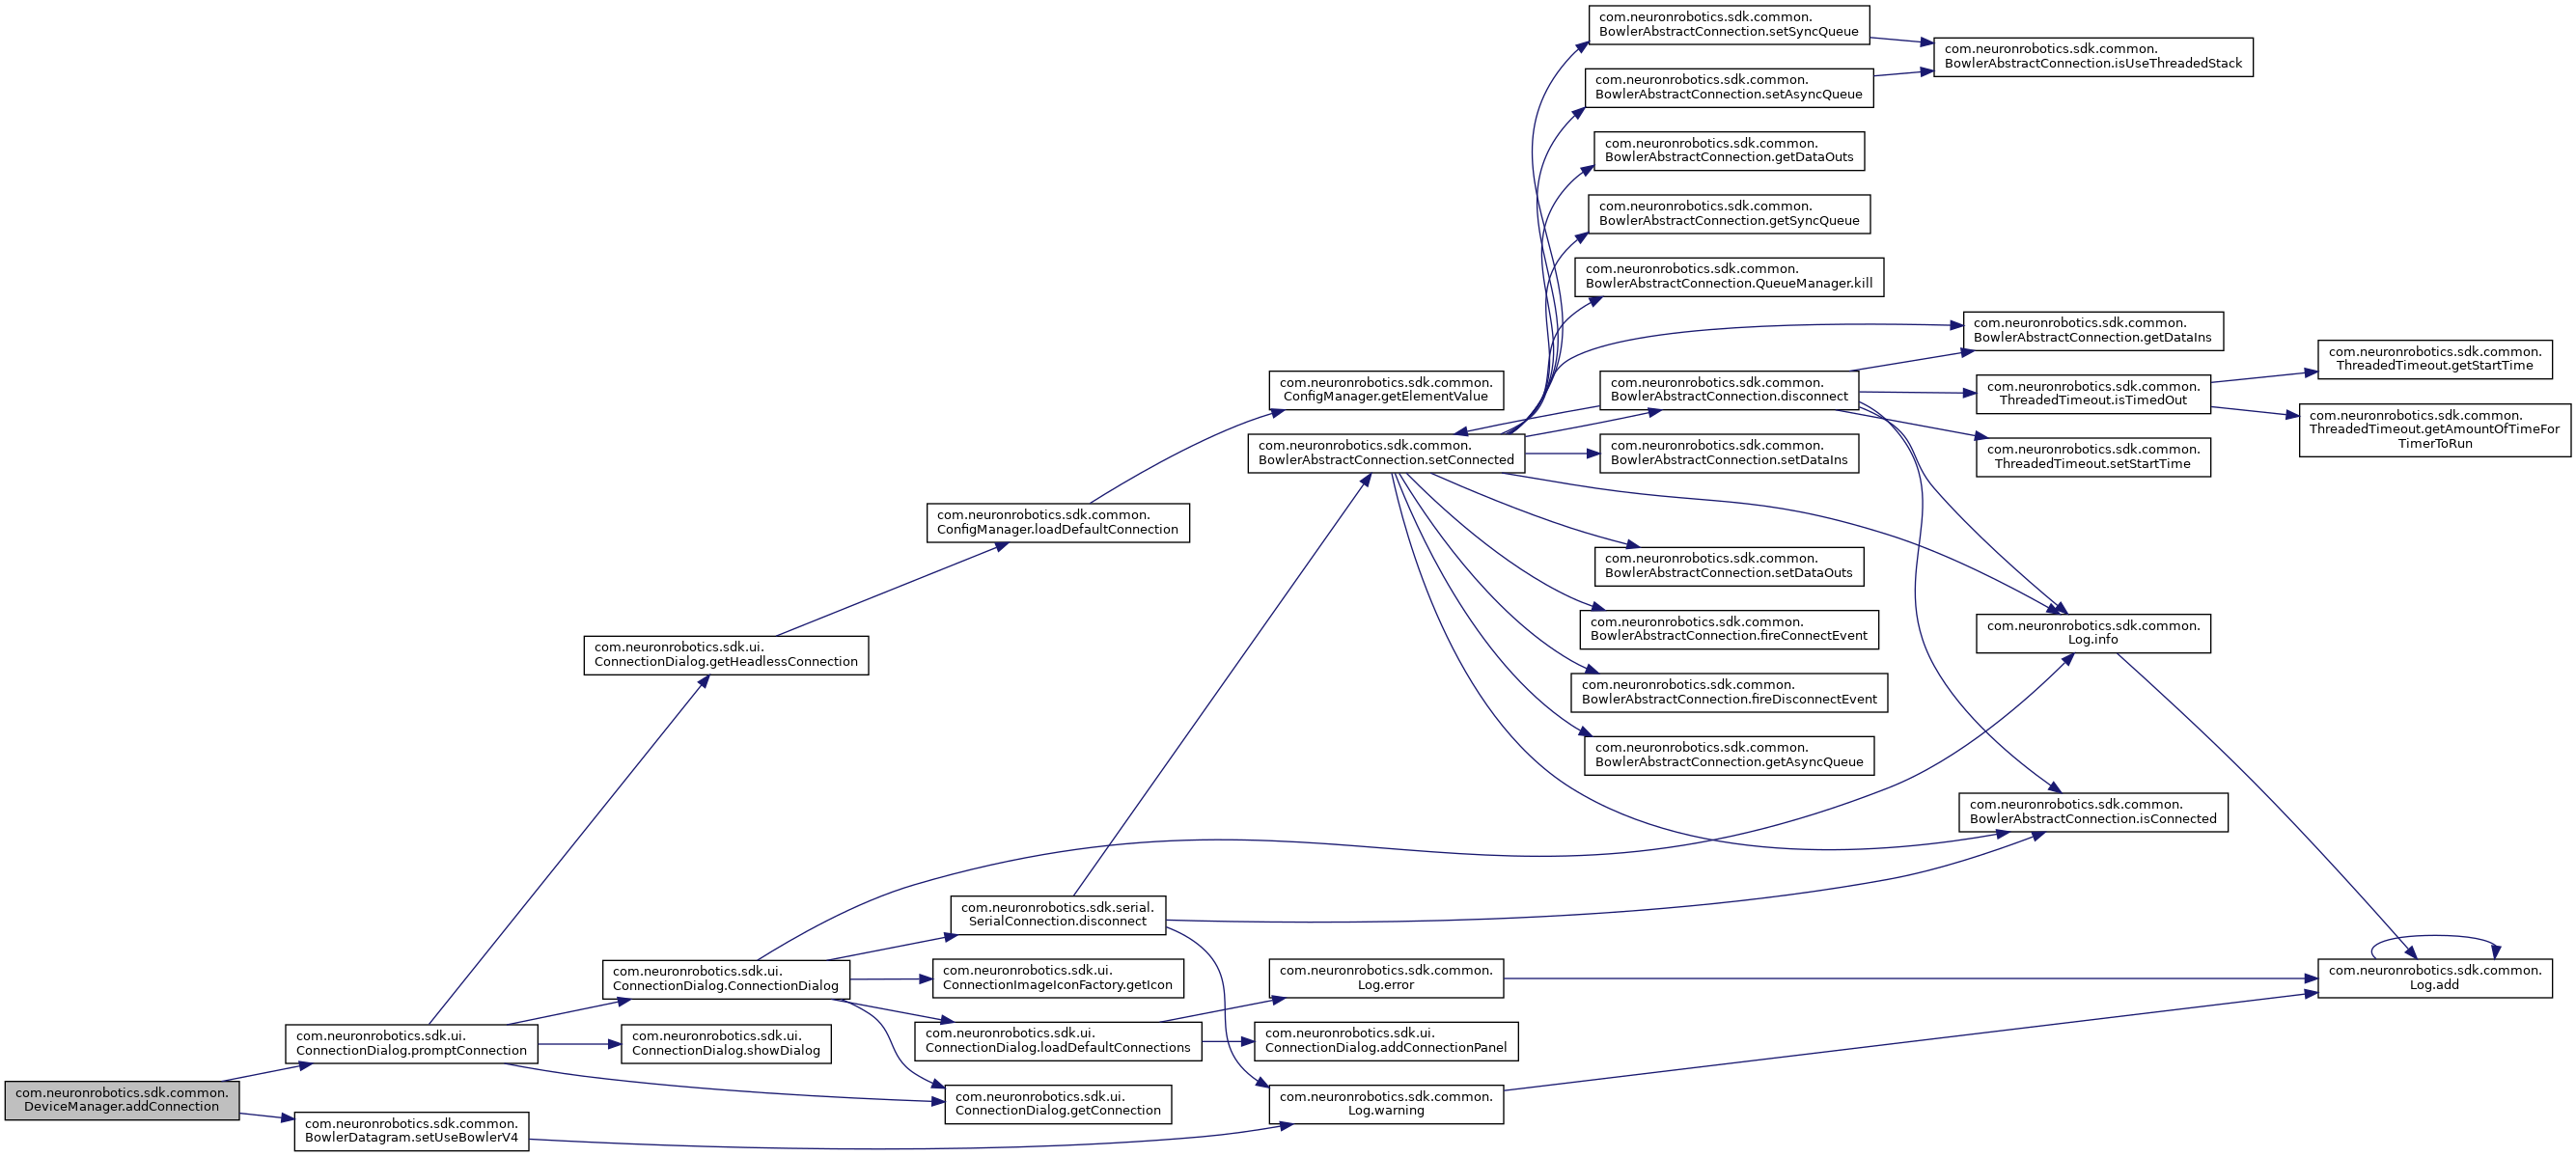 com.neuronrobotics.sdk.common.
BowlerAbstractConnection.setSyncQueue
com.neuronrobotics.sdk.common.
BowlerAbstractConnection.isUseThreadedStack
com.neuronrobotics.sdk.common.
BowlerAbstractConnection.setAsyncQueue
com.neuronrobotics.sdk.common.
BowlerAbstractConnection.getDataOuts
com.neuronrobotics.sdk.common.
BowlerAbstractConnection.getSyncQueue
com.neuronrobotics.sdk.common.
BowlerAbstractConnection.QueueManager.kill
com.neuronrobotics.sdk.common.
BowlerAbstractConnection.getDataIns
com.neuronrobotics.sdk.common.
ThreadedTimeout.getStartTime
com.neuronrobotics.sdk.common.
ConfigManager.getElementValue
com.neuronrobotics.sdk.common.
BowlerAbstractConnection.disconnect
com.neuronrobotics.sdk.common.
ThreadedTimeout.isTimedOut
com.neuronrobotics.sdk.common.
ThreadedTimeout.getAmountOfTimeFor
TimerToRun
com.neuronrobotics.sdk.common.
BowlerAbstractConnection.setConnected
com.neuronrobotics.sdk.common.
BowlerAbstractConnection.setDataIns
com.neuronrobotics.sdk.common.
ThreadedTimeout.setStartTime
com.neuronrobotics.sdk.common.
ConfigManager.loadDefaultConnection
com.neuronrobotics.sdk.common.
BowlerAbstractConnection.setDataOuts
com.neuronrobotics.sdk.common.
BowlerAbstractConnection.fireConnectEvent
com.neuronrobotics.sdk.common.
Log.info
com.neuronrobotics.sdk.ui.
ConnectionDialog.getHeadlessConnection
com.neuronrobotics.sdk.common.
BowlerAbstractConnection.fireDisconnectEvent
com.neuronrobotics.sdk.common.
BowlerAbstractConnection.getAsyncQueue
com.neuronrobotics.sdk.common.
BowlerAbstractConnection.isConnected
com.neuronrobotics.sdk.serial.
SerialConnection.disconnect
com.neuronrobotics.sdk.ui.
ConnectionDialog.ConnectionDialog
com.neuronrobotics.sdk.ui.
ConnectionImageIconFactory.getIcon
com.neuronrobotics.sdk.common.
Log.error
com.neuronrobotics.sdk.common.
Log.add
com.neuronrobotics.sdk.ui.
ConnectionDialog.promptConnection
com.neuronrobotics.sdk.ui.
ConnectionDialog.showDialog
com.neuronrobotics.sdk.ui.
ConnectionDialog.loadDefaultConnections
com.neuronrobotics.sdk.ui.
ConnectionDialog.addConnectionPanel
com.neuronrobotics.sdk.common.
DeviceManager.addConnection
com.neuronrobotics.sdk.ui.
ConnectionDialog.getConnection
com.neuronrobotics.sdk.common.
Log.warning
com.neuronrobotics.sdk.common.
BowlerDatagram.setUseBowlerV4